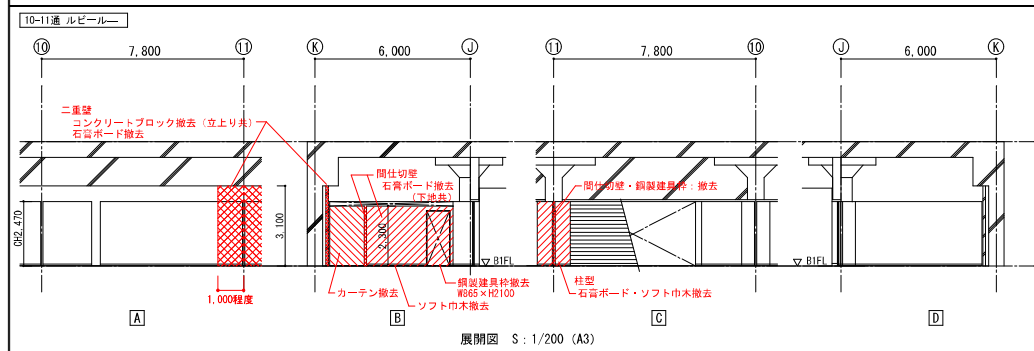 10-11通 ルビールー
⑩ 7,800 ⑪
Ⓚ 6,000 Ⓙ
⑪ 7,800 ⑩
Ⓙ 6,000 Ⓚ
二重壁
コンクリートブロック撤去(立上り共)
石膏ボード撤去
間仕切壁
石膏ボード撤去
(下地共)
間仕切壁・鋼製建具枠:撤去
CH2,470
3,100
2,300
1,000程度
カーテン撤去
ソフト巾木撤去
鋼製建具枠撤去
W865×H2100
▽B1FL
柱型
石膏ボード・ソフト巾木撤去
▽B1FL
A
B
C
D
展開図 S:1/200 (A3)